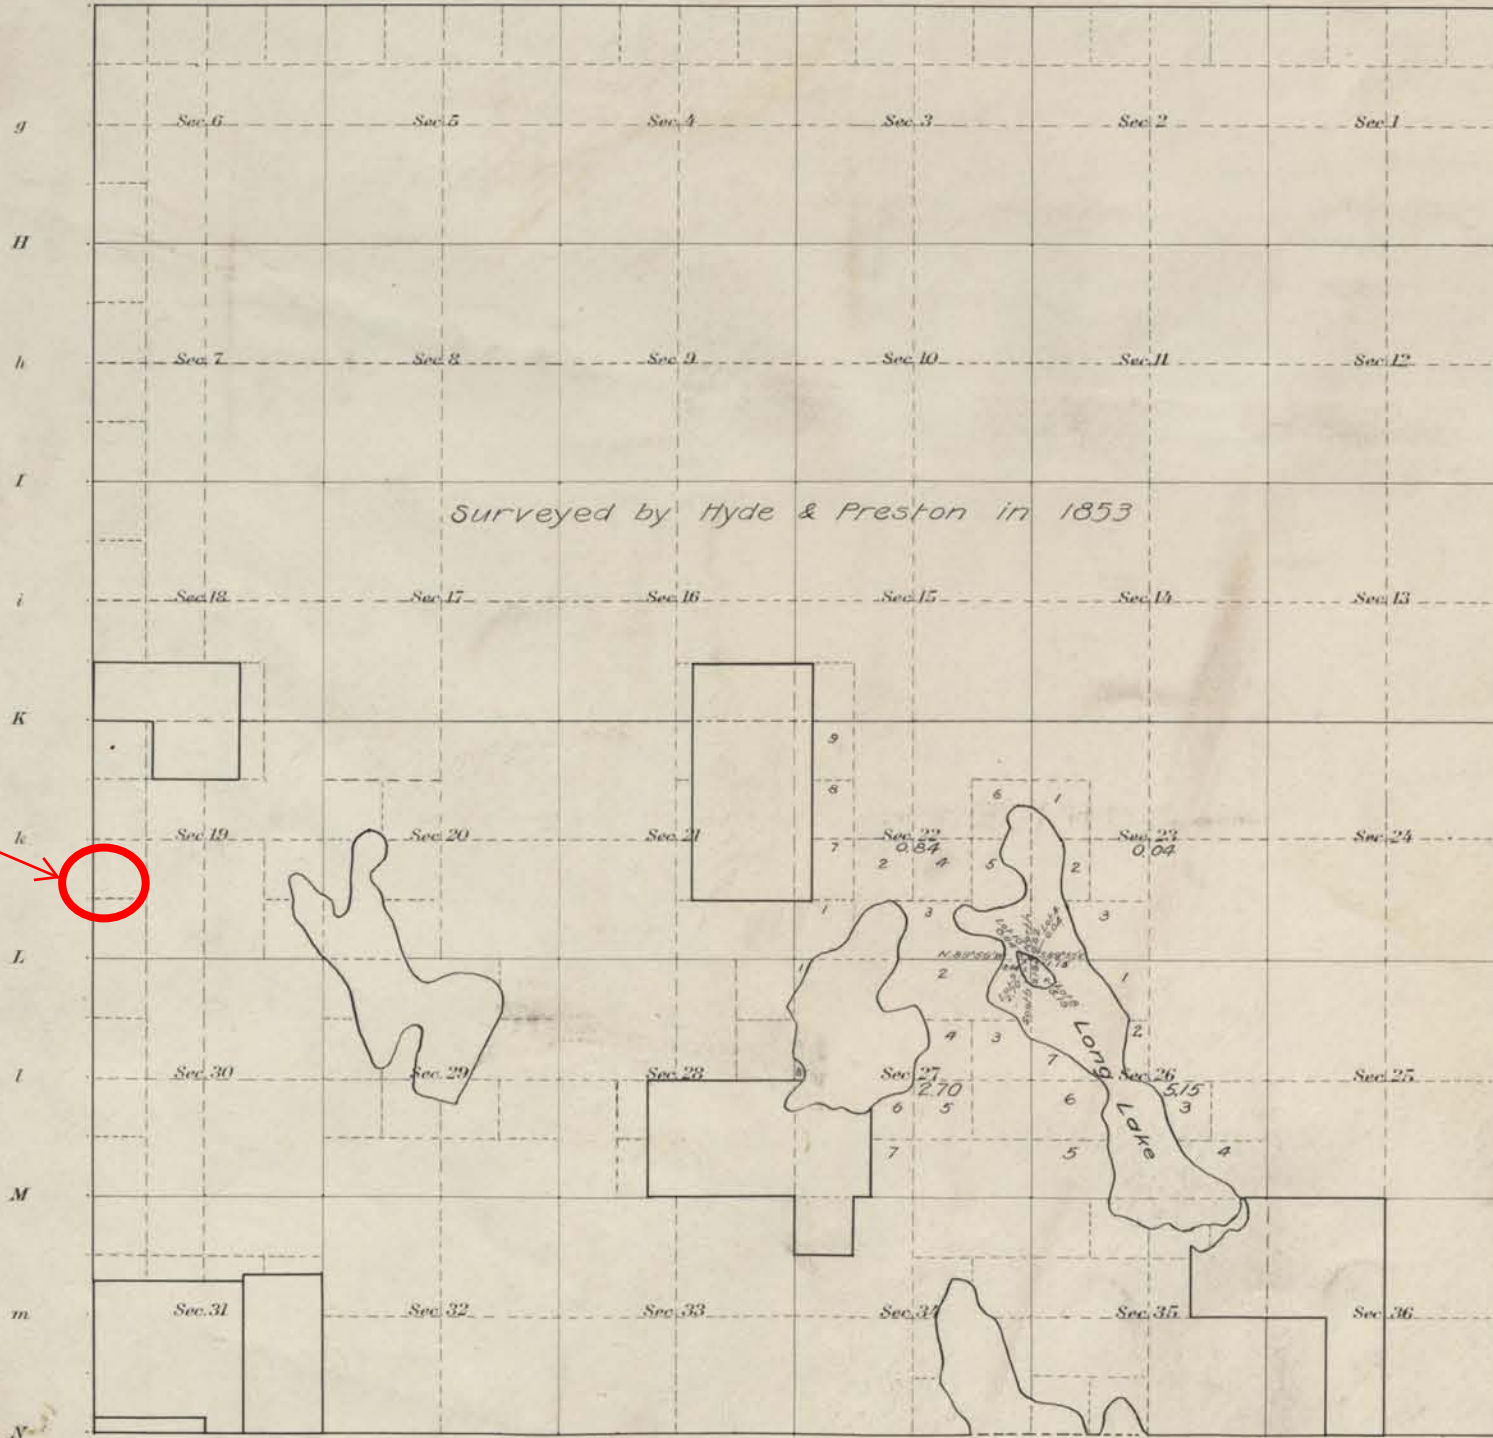 g Sec. 6 Sec. 5 Sec. 4 Sec. 3 Sec. 2 Sec. 1
H
h Sec. 7 Sec. 8 Sec. 9 Sec. 10 Sec. 11 Sec. 12
I
Surveyed by Hyde & Preston in 1853
i Sec. 18 Sec. 17 Sec. 16 Sec. 15 Sec. 14 Sec. 13
K
9
8
6 1
k Sec. 19 Sec. 20 Sec. 21 Sec. 22 Sec. 23 Sec. 24
7 0.84 0.04
2 4 5 2
1 3 3
L
1 2 1
4 3 2
7
l Sec. 30 Sec. 29 Sec. 28 8 Sec. 27 Sec. 26 Sec. 25
2.70 5.15
6 5 6 3
7 5 4
Long Lake
M
m Sec. 31 Sec. 32 Sec. 33 Sec. 34 Sec. 35 Sec. 36
N